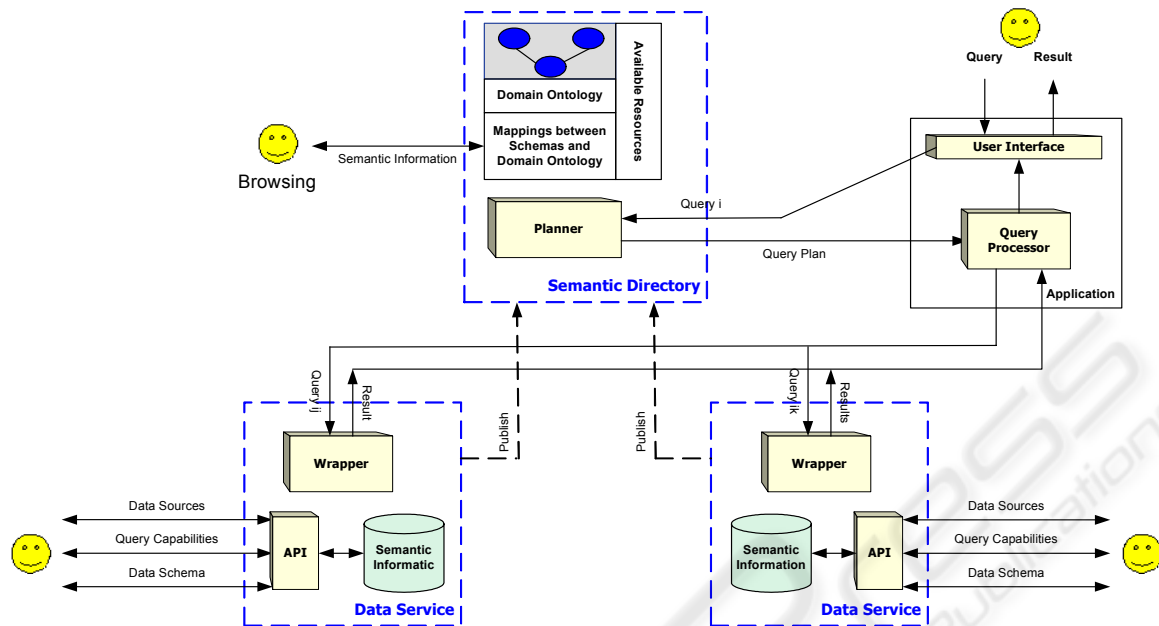 Query
Result
Available Resources
Domain Ontology
Mappings between
Schemas and
Domain Ontology
Semantic Information
Browsing
User Interface
Query i
Planner
Query
Processor
Query Plan
Semantic Directory
Application
Query ij
Result
Publish
Publish
Query ik
Results
Wrapper
Wrapper
Data Sources
Query Capabilities
Data Schema
API
Semantic
Informatic
Data Service
Semantic
Information
API
Data Sources
Query Capabilities
Data Schema
Data Service
Press
Publications